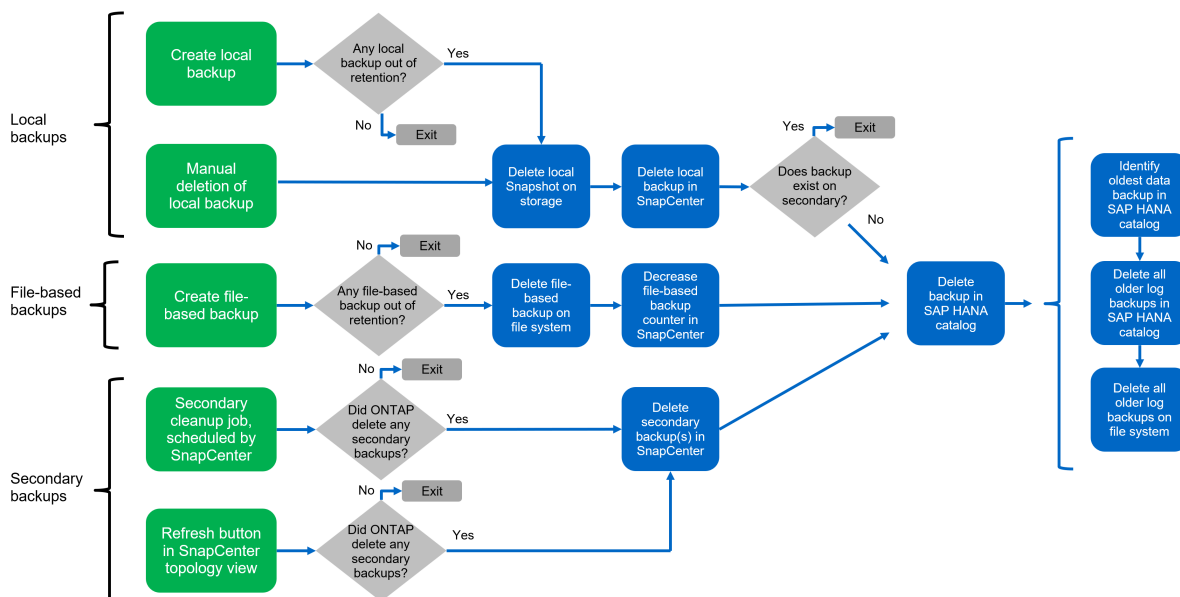 Local
backups
Create local
backup
Any local
backup out of
retention?
Yes
No
Exit
Manual
deletion of
local backup
Delete local
Snapshot on
storage
Delete local
backup in
SnapCenter
Yes
Exit
Does backup
exist on
secondary?
No
File-based
backups
Create file-
based backup
No
Exit
Any file-based
backup out of
retention?
Yes
Delete file-
based
backup on
file system
Decrease
file-based
backup
counter in
SnapCenter
Delete
backup in
SAP HANA
catalog
Identify
oldest data
backup in
SAP HANA
catalog
Delete all
older log
backups in
SAP HANA
catalog
Delete all
older log
backups on
file system
Secondary
backups
Secondary
cleanup job,
scheduled by
SnapCenter
No
Exit
Did ONTAP
delete any
secondary
backups?
Yes
Delete
secondary
backup(s) in
SnapCenter
Refresh button
in SnapCenter
topology view
No
Exit
Did ONTAP
delete any
secondary
backups?
Yes